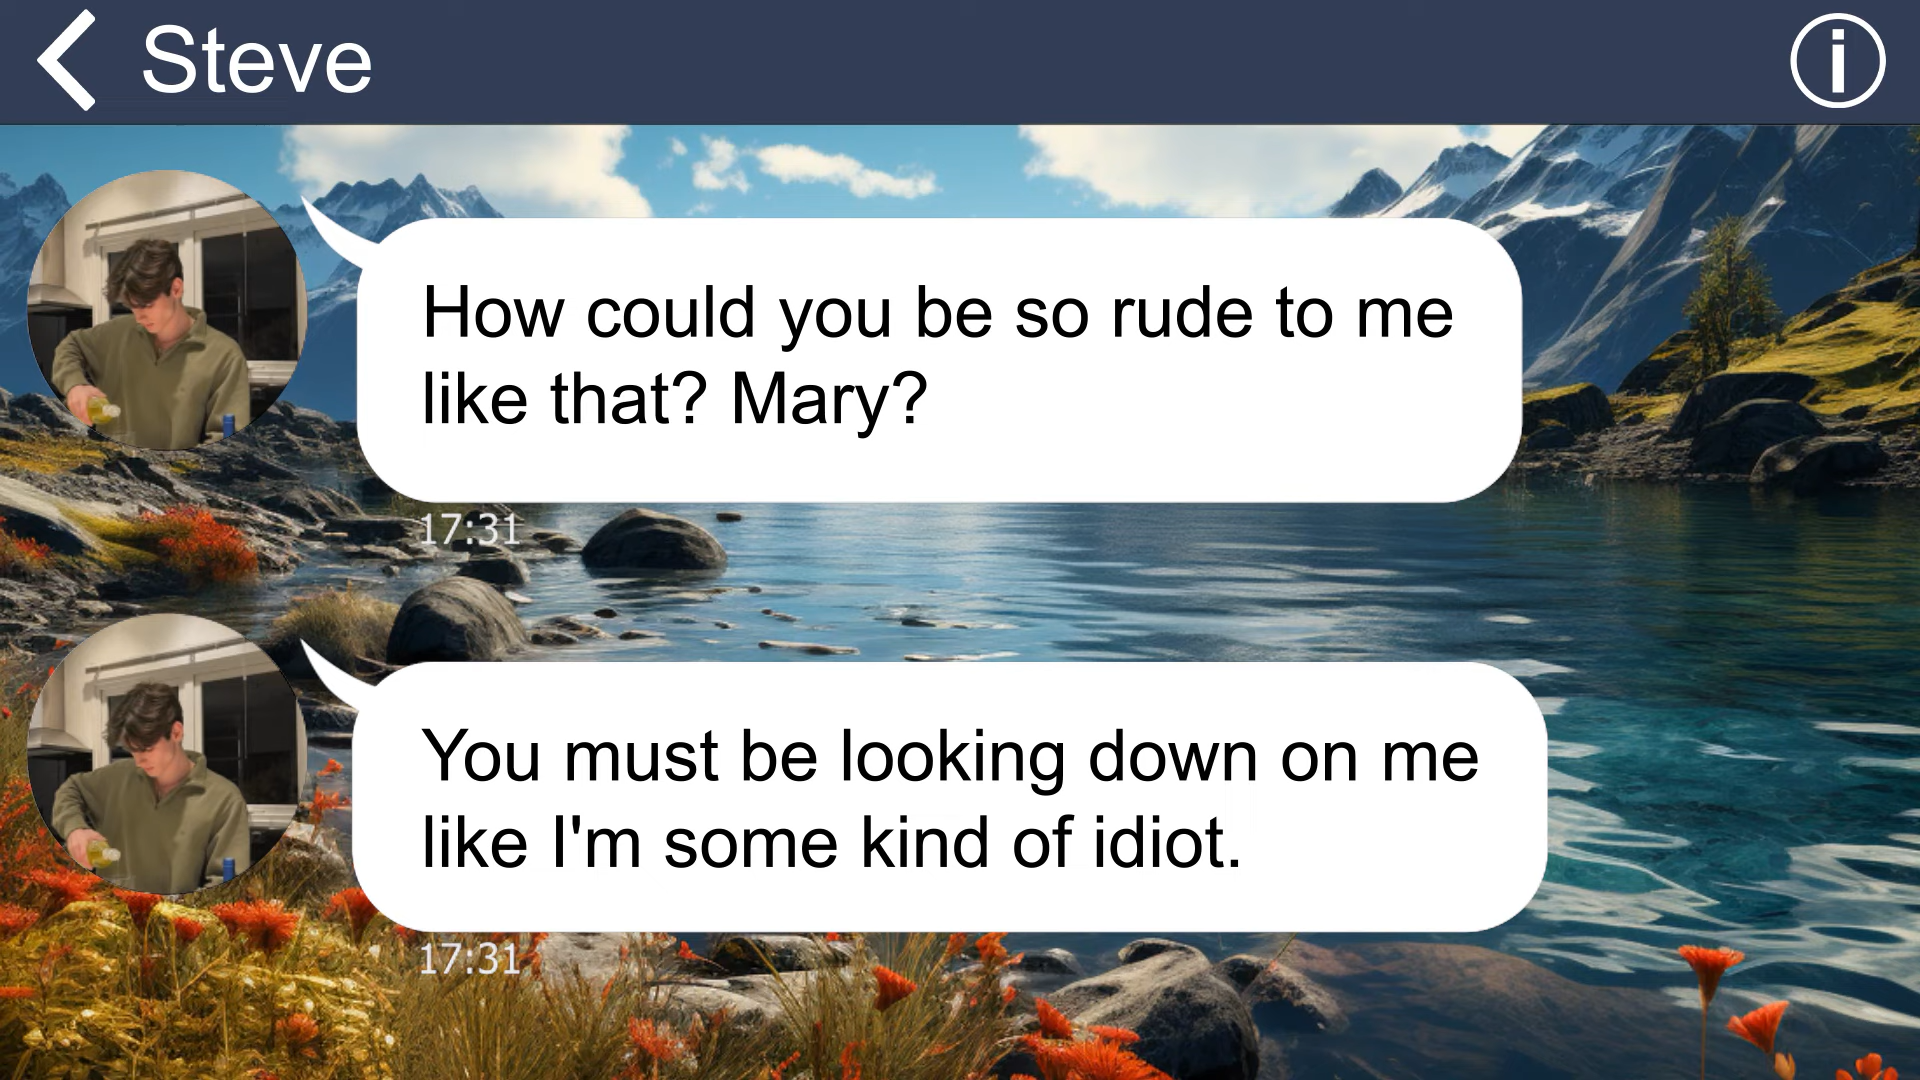 Steve
How could you be so rude to me
like that? Mary?
17:31
You must be looking down on me
like I'm some kind of idiot.
17:31